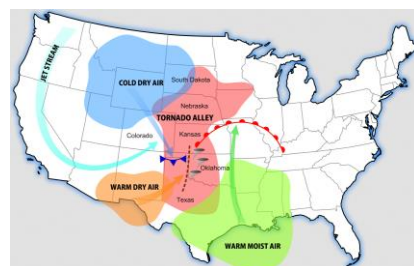 JET STREAM
COLD DRY AIR
South Dakota
Nebraska
TORNADO ALLEY
Colorado
Kansas
Oklahoma
WARM DRY AIR
Texas
WARM MOIST AIR